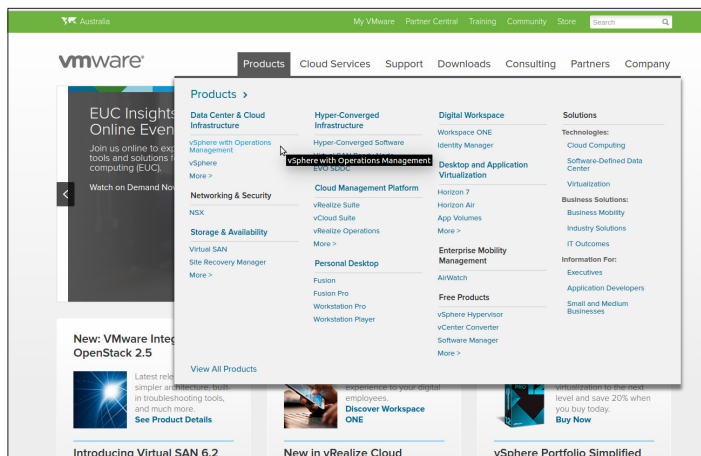 Australia
My VMware Partner Central Training Community Store Search
vmware®
Products Cloud Services Support Downloads Consulting Partners Company
EUC Insights
Online Even
Join us online to exp
tools and solutions f
computing (EUC).
Watch on Demand Nov
Products >
Data Center & Cloud
Infrastructure
vSphere with Operations
Management
vSphere
More >
Networking & Security
NSX
Storage & Availability
Virtual SAN
Site Recovery Manager
More >
Hyper-Converged
Infrastructure
Hyper-Converged Software
vSphere with Operations Management
EVO SDDC
Cloud Management Platform
vRealize Suite
vCloud Suite
vRealize Operations
More >
Personal Desktop
Fusion
Fusion Pro
Workstation Pro
Workstation Player
Digital Workspace
Workspace ONE
Identity Manager
Desktop and Application
Virtualization
Horizon 7
Horizon Air
App Volumes
More >
Enterprise Mobility
Management
AirWatch
Free Products
vSphere Hypervisor
vCenter Converter
Software Manager
More >
Solutions
Technologies:
Cloud Computing
Software-Defined Data
Center
Virtualization
Business Solutions:
Business Mobility
Industry Solutions
IT Outcomes
Information For:
Executives
Application Developers
Small and Medium
Businesses
View All Products
New: VMware Integ
OpenStack 2.5
Latest rele
simpler architecture, built-
in troubleshooting tools,
and much more.
See Product Details
experience to your digital
employees.
Discover Workspace
ONE
PRO
virtualization to the next
level and save 20% when
you buy today.
Buy Now
Introducing Virtual SAN 6.2
New in vRealize Cloud
vSphere Portfolio Simplified